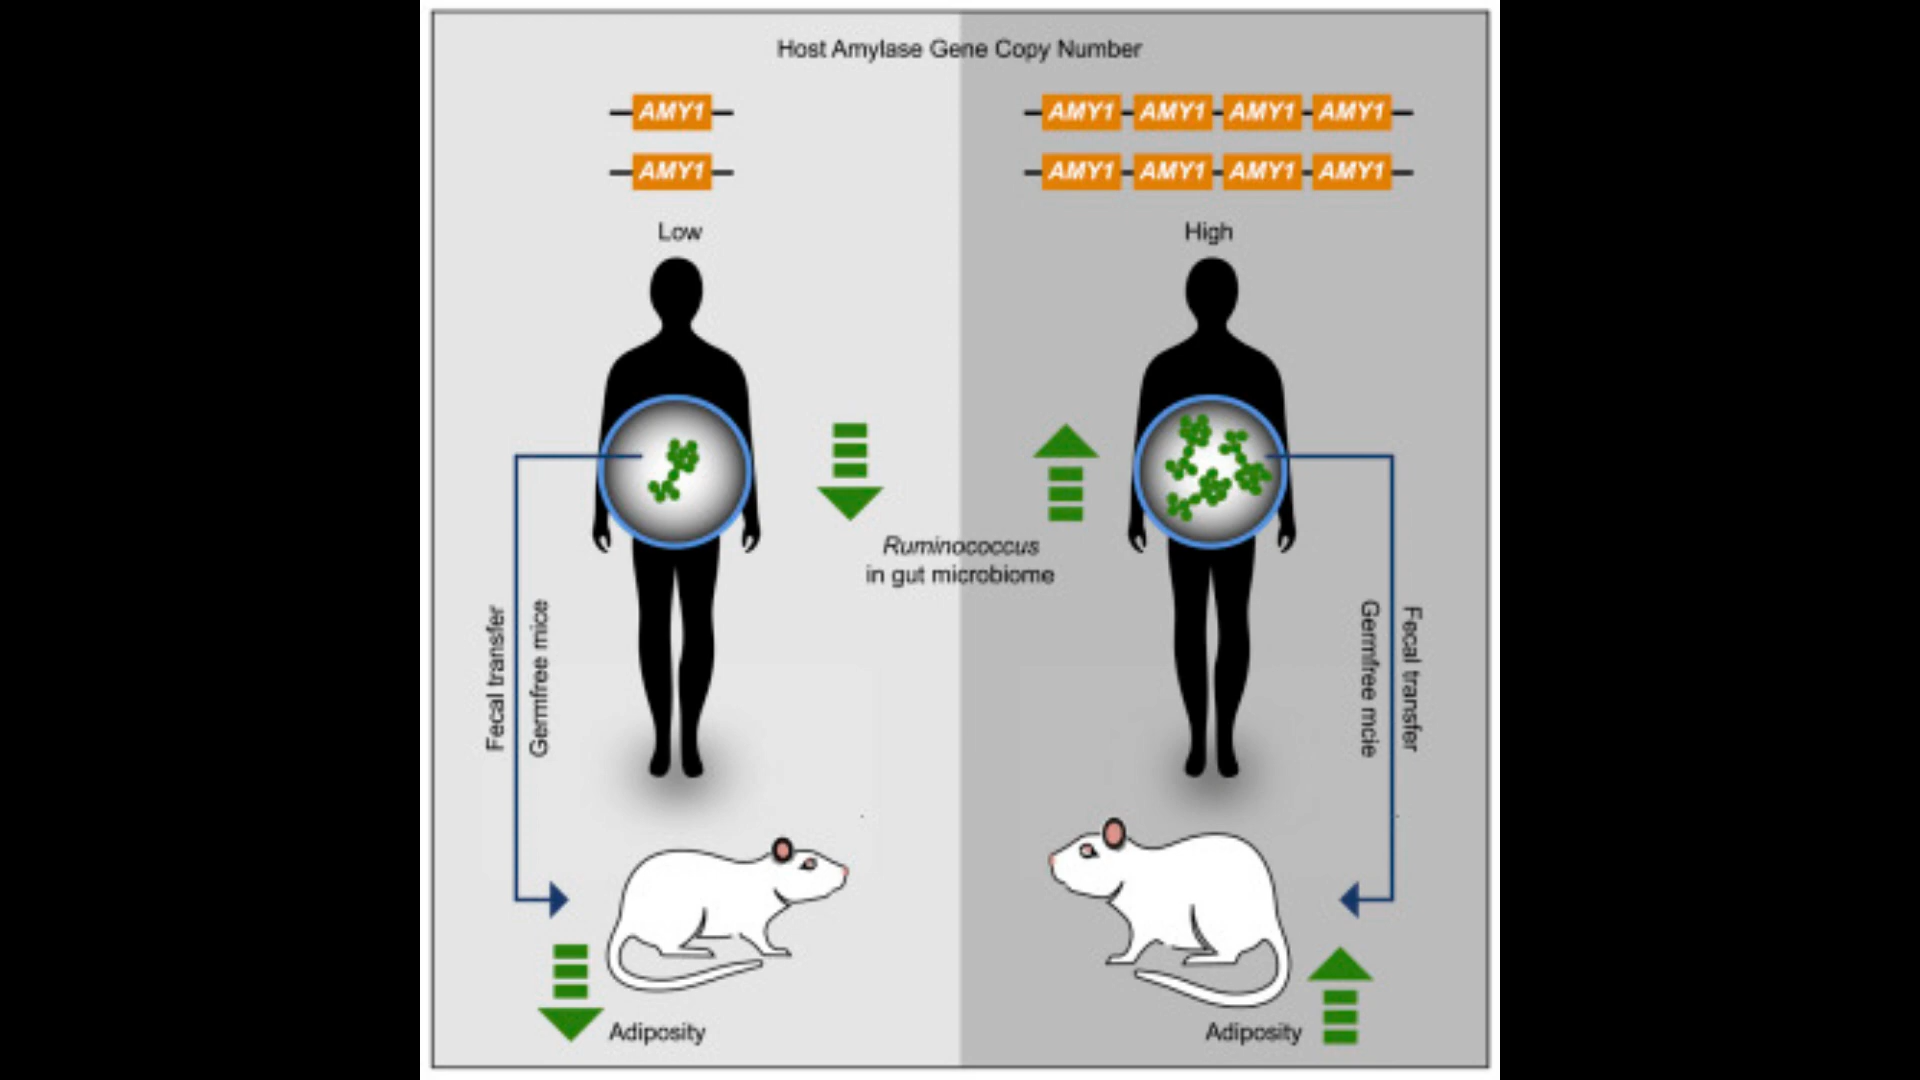 Host Amylase Gene Copy Number
AMY1
AMY1 AMY1 AMY1 AMY1
AMY1
AMY1 AMY1 AMY1 AMY1
Low
High
Ruminococcus
in gut microbiome
Fecal transfer
Germfree mice
Germfree mcie
Fecal transfer
Adiposity
Adiposity